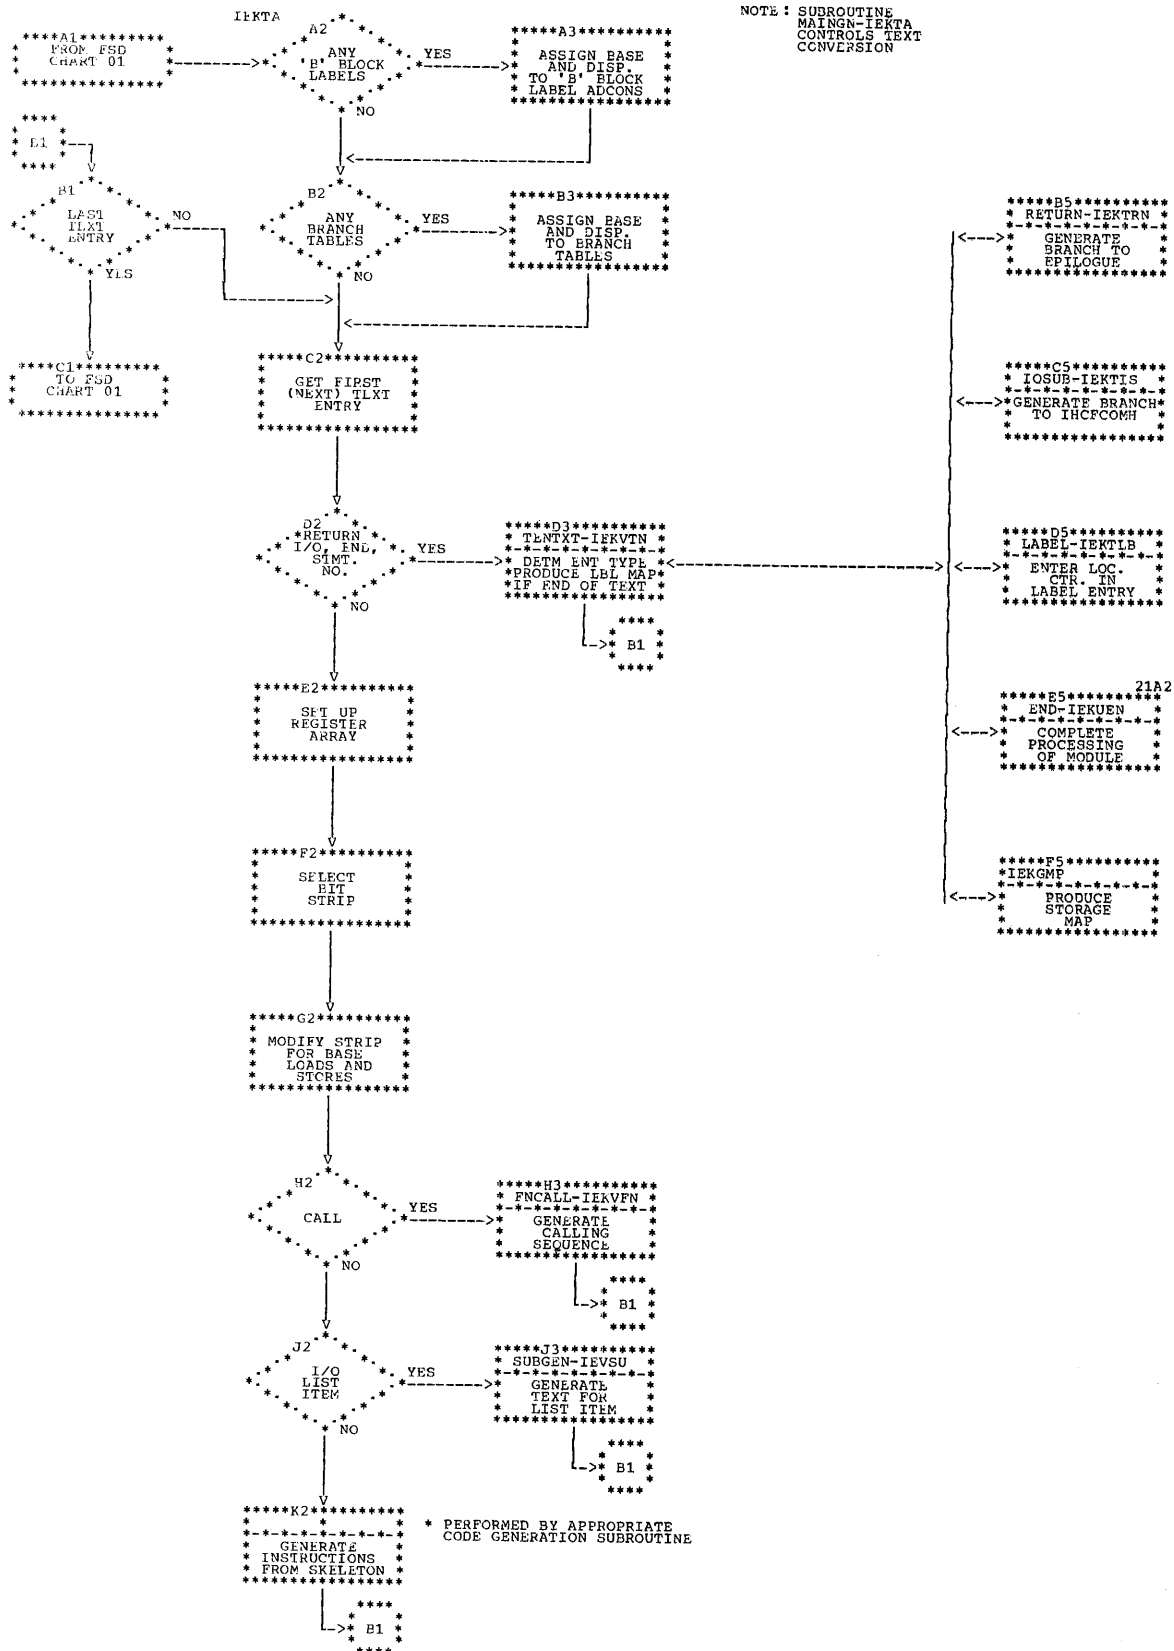 NOTE: SUBROUTINE
MAINGN-IEKTA
CONTROLS TEXT
CONVERSION
IEKTA
A1
FROM FSD
CHART 01
A2
ANY
'B' BLOCK
LABELS
YES
NO
A3
ASSIGN BASE
AND DISP.
TO 'B' BLOCK
LABEL ADCONS
B1
B1
LAST
TEXT
ENTRY
NO
YES
B2
ANY
BRANCH
TABLES
YES
NO
B3
ASSIGN BASE
AND DISP.
TO BRANCH
TABLES
B5
RETURN-IEKTRN
GENERATE
BRANCH TO
EPILOGUE
C1
TO FSD
CHART 01
C2
GET FIRST
(NEXT) TEXT
ENTRY
C5
IOSUB-IEKTIS
GENERATE BRANCH
TO IHCFCOMH
D2
RETURN
I/O, END,
STMT.
NO.
YES
NO
D3
TENTXT-IEKVTN
DETM ENT TYPE
PRODUCE LBL MAP
IF END OF TEXT
B1
D5
LABEL-IEKTLB
ENTER LOC.
CTR. IN
LABEL ENTRY
E2
SET UP
REGISTER
ARRAY
21A2
E5
END-IEKUEN
COMPLETE
PROCESSING
OF MODULE
F2
SELECT
BIT
STRIP
F5
IEKGMP
PRODUCE
STORAGE
MAP
G2
MODIFY STRIP
FOR BASE
LOADS AND
STORES
H2
CALL
YES
NO
H3
FNCALL-IEKVFN
GENERATE
CALLING
SEQUENCE
B1
J2
I/O
LIST
ITEM
YES
NO
J3
SUBGEN-IEVSU
GENERATE
TEXT FOR
LIST ITEM
B1
K2
*
GENERATE
INSTRUCTIONS
FROM SKELETON
* PERFORMED BY APPROPRIATE
CODE GENERATION SUBROUTINE
B1